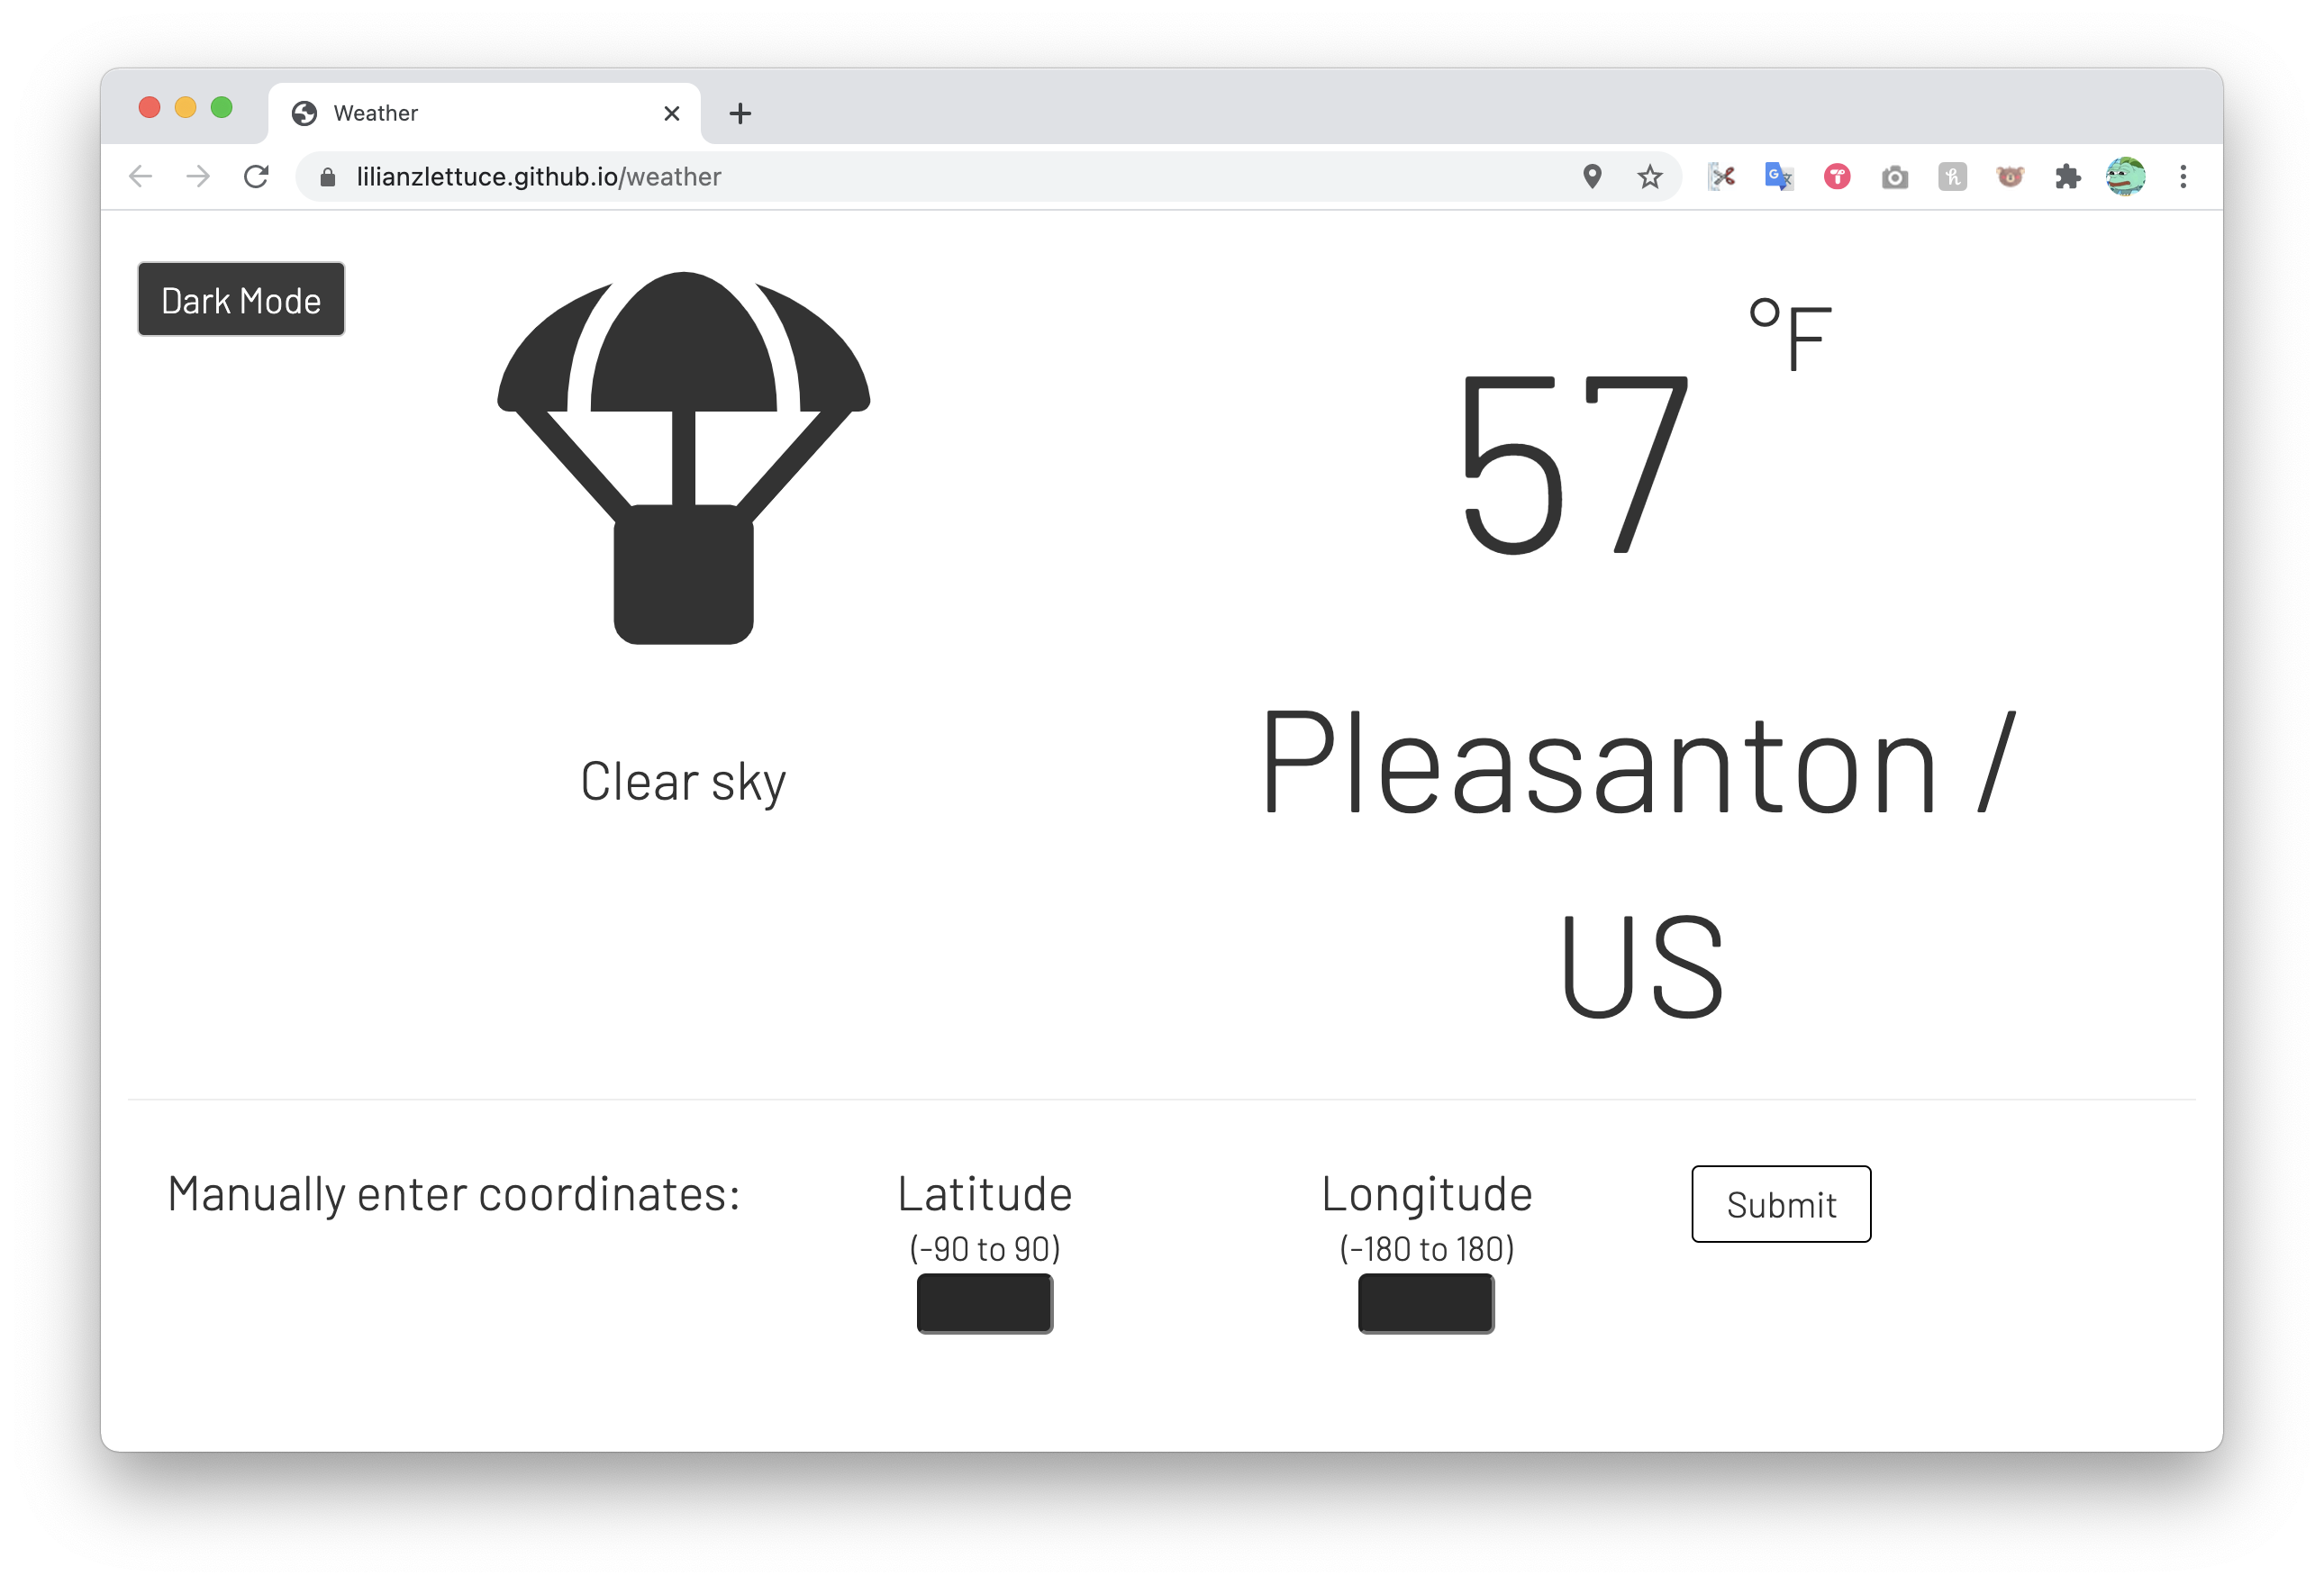 Weather
lilianzlettuce.github.io/weather
Dark Mode
57 °F
Clear sky
Pleasanton /
US
Manually enter coordinates:
Latitude
(-90 to 90)
Longitude
(-180 to 180)
Submit